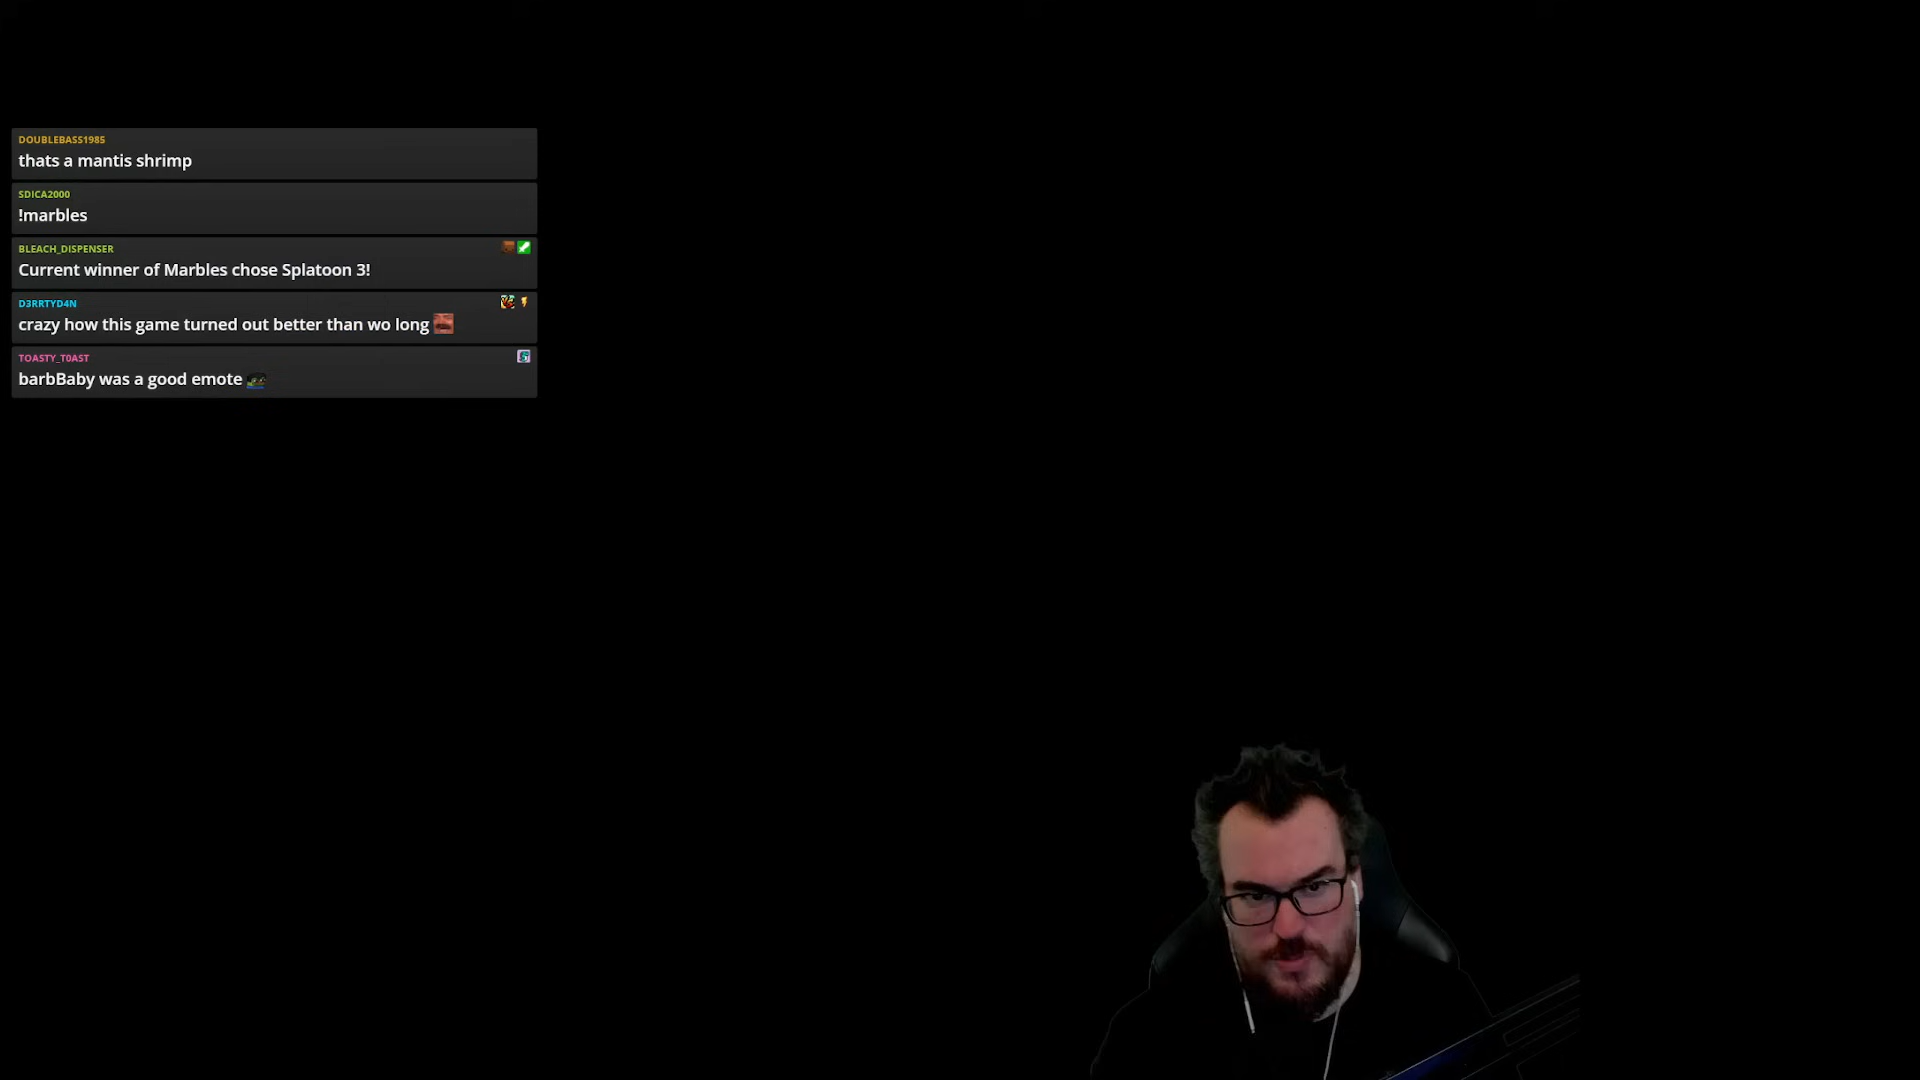 DOUBLEBASS1985
thats a mantis shrimp
SDICA2000
!marbles
BLEACH_DISPENSER
Current winner of Marbles chose Splatoon 3!
D3RRTYD4N
crazy how this game turned out better than wo long
TOASTY_T0AST
barbBaby was a good emote